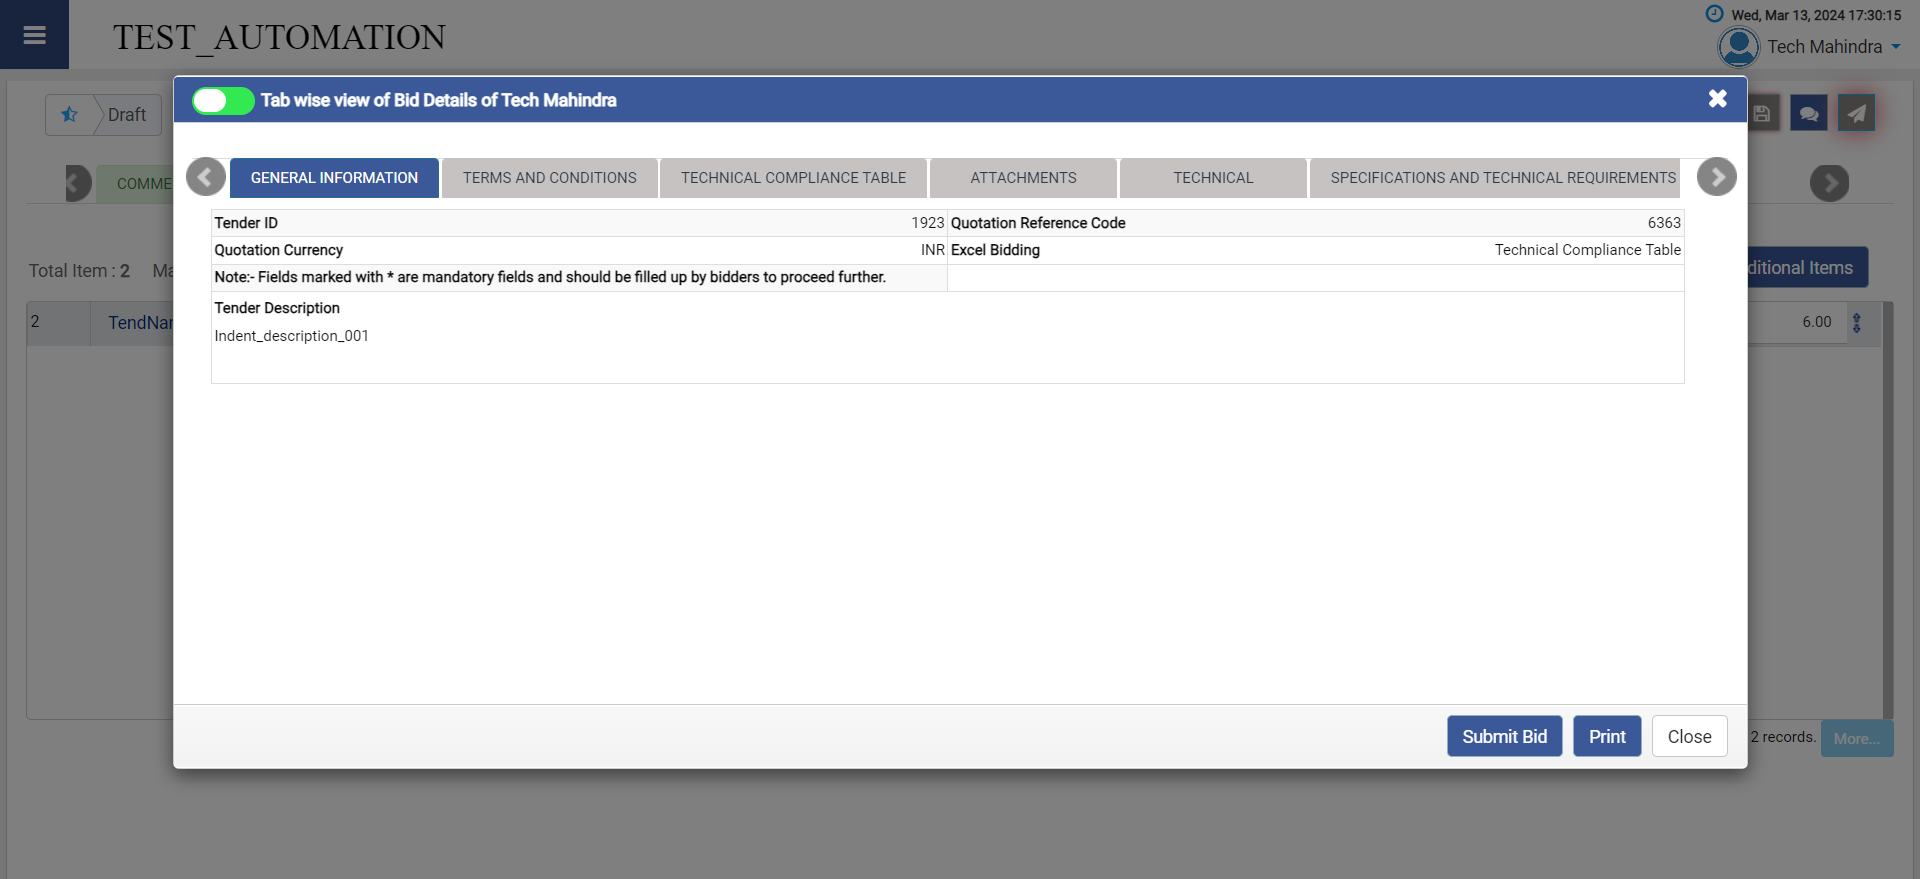 TEST_AUTOMATION
Wed, Mar 13, 2024 17:30:15
Tech Mahindra
Draft
Tab wise view of Bid Details of Tech Mahindra
COMME
GENERAL INFORMATION
TERMS AND CONDITIONS
TECHNICAL COMPLIANCE TABLE
ATTACHMENTS
TECHNICAL
SPECIFICATIONS AND TECHNICAL REQUIREMENTS
Tender ID 1923 Quotation Reference Code 6363
Quotation Currency INR Excel Bidding Technical Compliance Table
Note:- Fields marked with * are mandatory fields and should be filled up by bidders to proceed further.
Tender Description
Indent_description_001
Total Item : 2 Ma
ditional Items
2 TendNar 6.00
Submit Bid
Print
Close
2 records.
More...